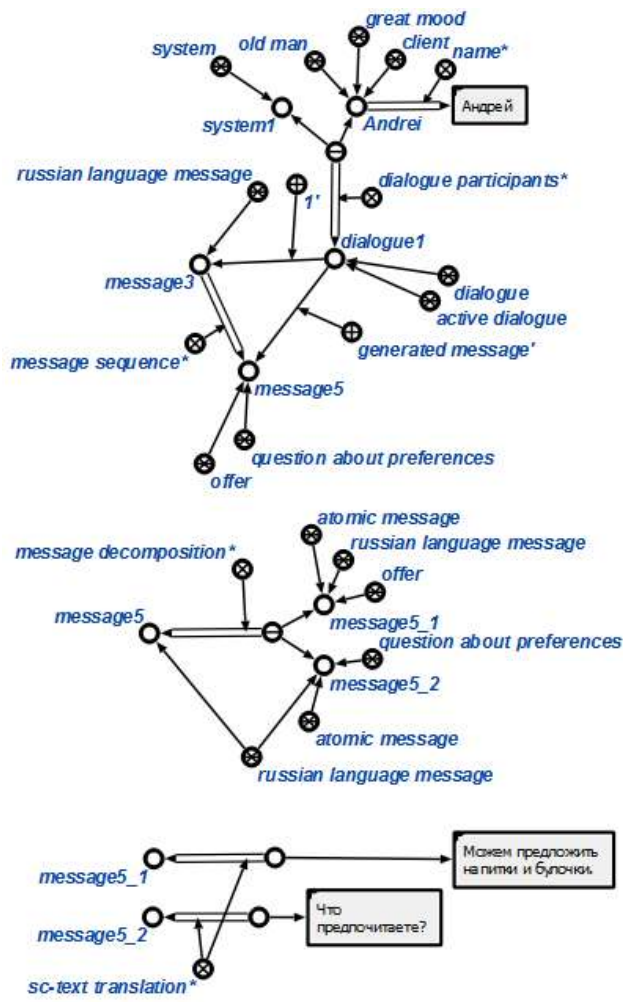 great mood
old man
client
system
name*
Андрей
system1
Andrei
russian language message
dialogue participants*
1'
dialogue1
message3
dialogue
active dialogue
generated message'
message sequence*
message5
question about preferences
offer
atomic message
message decomposition*
russian language message
offer
message5
message5_1
question about preferences
message5_2
atomic message
russian language message
Можем предложить
напитки и булочки.
message5_1
Что
предпочитаете?
message5_2
sc-text translation*